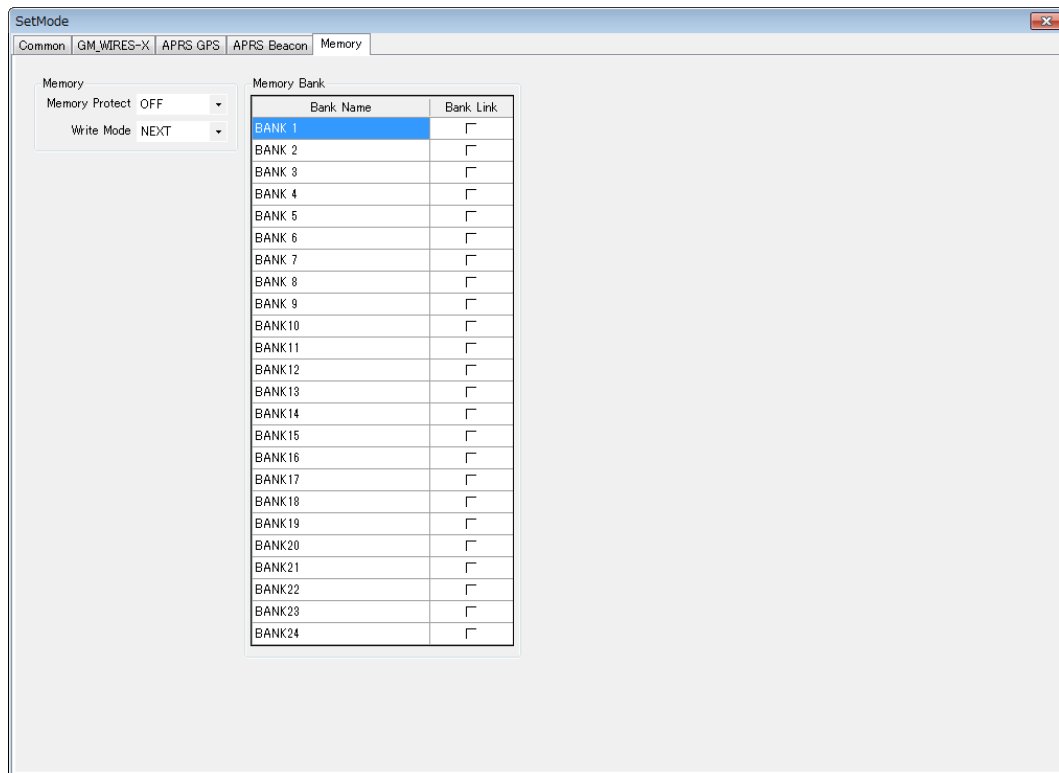 SetMode
Common GM_WIRES-X APRS GPS APRS Beacon Memory
Memory
Memory Protect OFF
Write Mode NEXT
Memory Bank
Bank Name Bank Link
BANK 1
BANK 2
BANK 3
BANK 4
BANK 5
BANK 6
BANK 7
BANK 8
BANK 9
BANK10
BANK11
BANK12
BANK13
BANK14
BANK15
BANK16
BANK17
BANK18
BANK19
BANK20
BANK21
BANK22
BANK23
BANK24